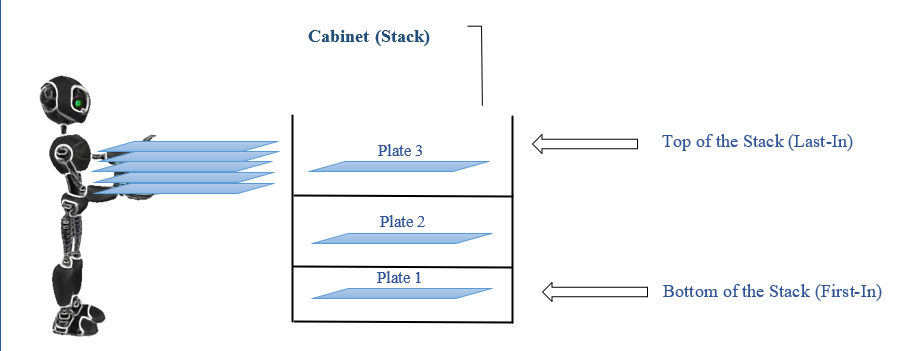 Cabinet (Stack)
Plate 3
Top of the Stack (Last-In)
Plate 2
Plate 1
Bottom of the Stack (First-In)